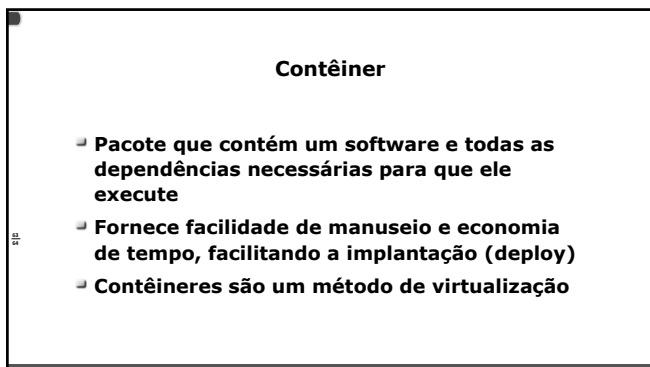 Contêiner
Pacote que contém um software e todas as
dependências necessárias para que ele
execute
Fornece facilidade de manuseio e economia
de tempo, facilitando a implantação (deploy)
Contêineres são um método de virtualização